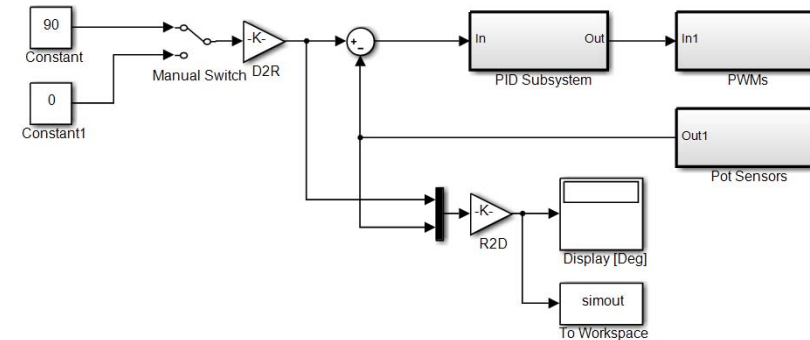 90
Constant
0
Constant1
Manual Switch
-K-
D2R
+
−
In
Out
PID Subsystem
In1
PWMs
Out1
Pot Sensors
-K-
R2D
Display [Deg]
simout
To Workspace